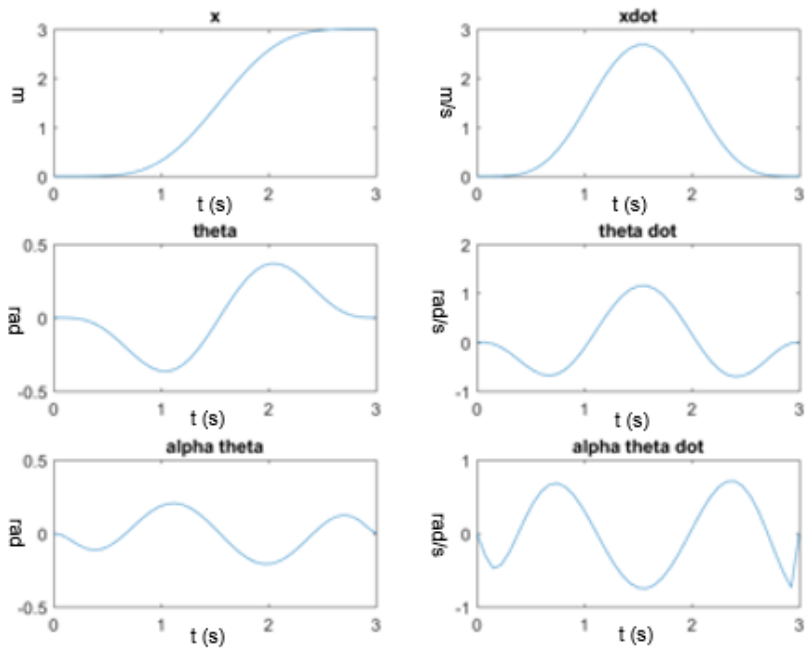 x
3
2
1
0
m
0 1 2 3
t (s)
xdot
3
2
1
0
m/s
0 1 2 3
t (s)
theta
0.5
0
-0.5
rad
0 1 2 3
t (s)
theta dot
2
1
0
-1
rad/s
0 1 2 3
t (s)
alpha theta
0.5
0
-0.5
rad
0 1 2 3
t (s)
alpha theta dot
1
0
-1
rad/s
0 1 2 3
t (s)